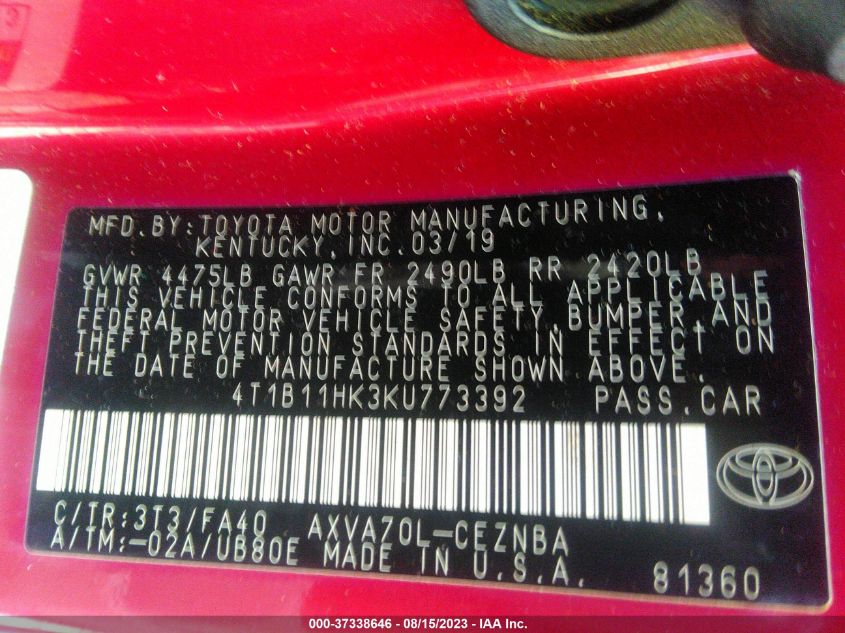 MFD.BY:TOYOTA MOTOR MANUFACTURING,
KENTUCKY,INC.03/19
GVWR 4475LB GAWR FR 2490LB RR 2420LB
THIS VEHICLE CONFORMS TO ALL APPLICABLE
FEDERAL MOTOR VEHICLE SAFETY,BUMPER,AND
THEFT PREVENTION STANDARDS IN EFFECT ON
THE DATE OF MANUFACTURE SHOWN ABOVE.
4T1B11HK3KU773392 PASS.CAR
C/TR:3T3/FA40 AXVA70L-CEZNBA
A/TM:-02A/UB80E MADE IN U.S.A. 81360
000-37338646 - 08/15/2023 - IAA Inc.